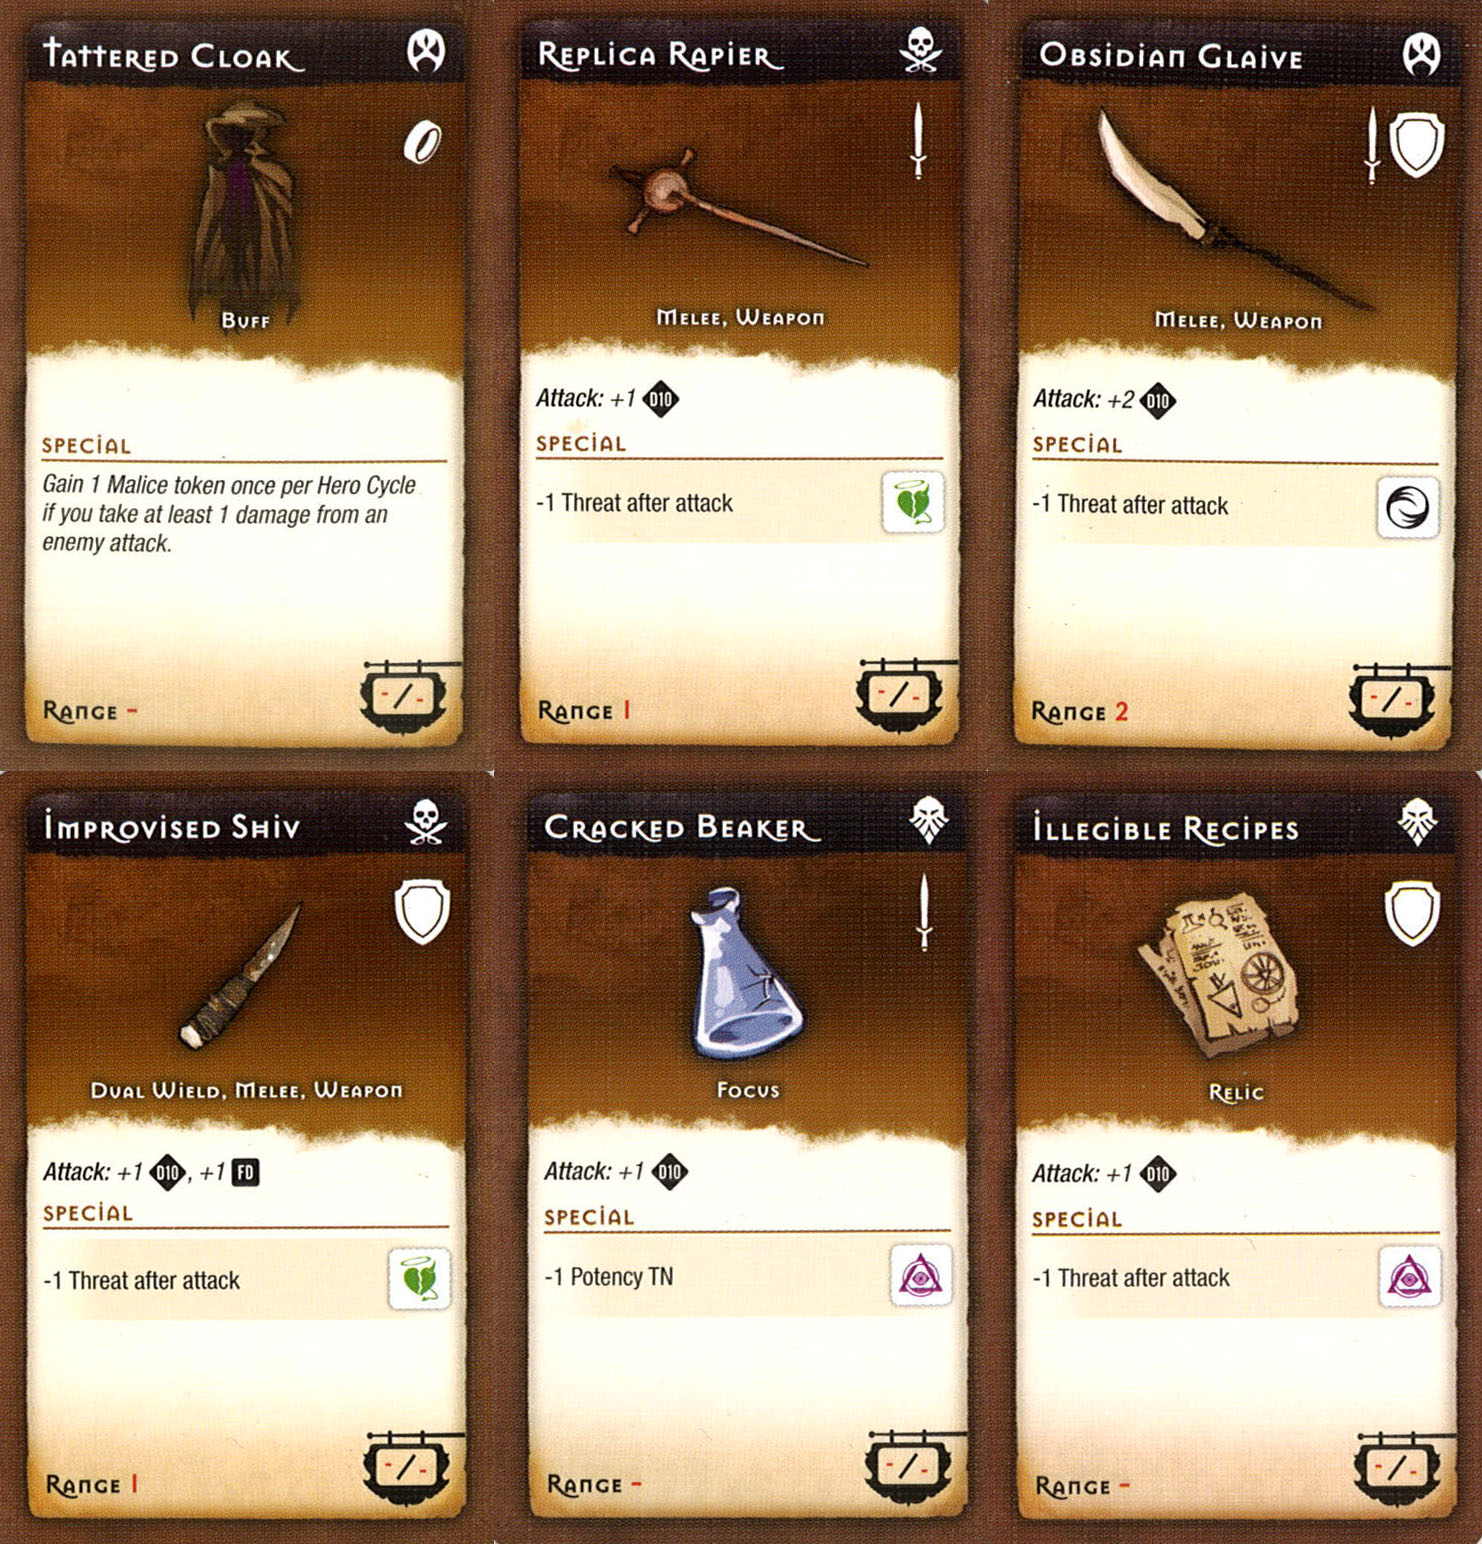 Tattered Cloak
Buff
Special
Gain 1 Malice token once per Hero Cycle
if you take at least 1 damage from an
enemy attack.
Range -
- / -
Replica Rapier
Melee, Weapon
Attack: +1 D10
Special
-1 Threat after attack
Range 1
- / -
Obsidian Glaive
Melee, Weapon
Attack: +2 D10
Special
-1 Threat after attack
Range 2
- / -
Improvised Shiv
Dual Wield, Melee, Weapon
Attack: +1 D10, +1 FD
Special
-1 Threat after attack
Range 1
- / -
Cracked Beaker
Focus
Attack: +1 D10
Special
-1 Potency TN
Range -
- / -
Illegible Recipes
Relic
Attack: +1 D10
Special
-1 Threat after attack
Range -
- / -